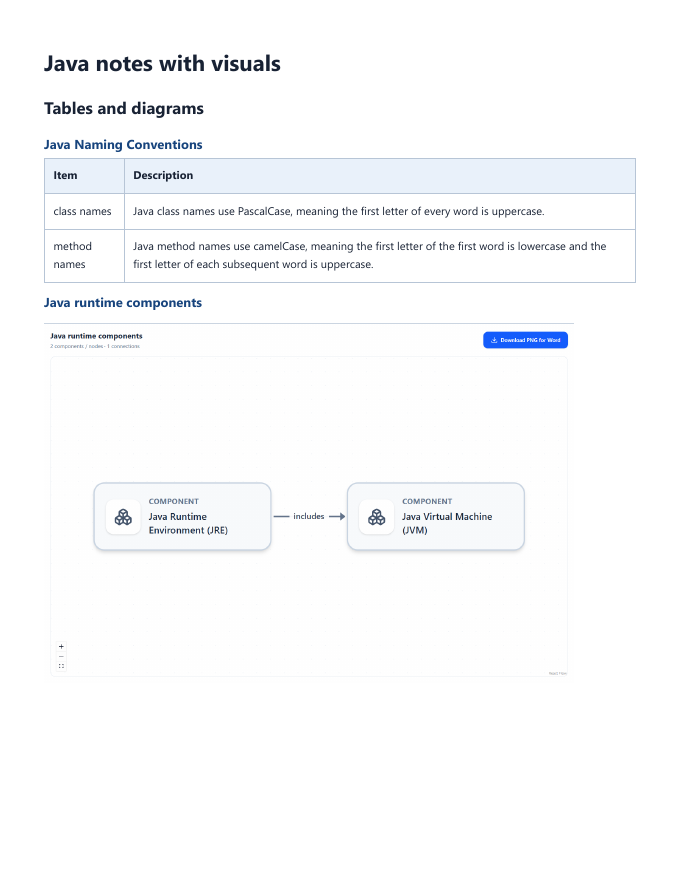 Java notes with visuals
Tables and diagrams
Java Naming Conventions
Item Description
class names Java class names use PascalCase, meaning the first letter of every word is uppercase.
method names
Java method names use camelCase, meaning the first letter of the first word is lowercase and the
first letter of each subsequent word is uppercase.
Java runtime components
Java runtime components
2 components / nodes · 1 connections
Download PNG for Word
COMPONENT
Java Runtime
Environment (JRE)
includes
COMPONENT
Java Virtual Machine
(JVM)
React Flow